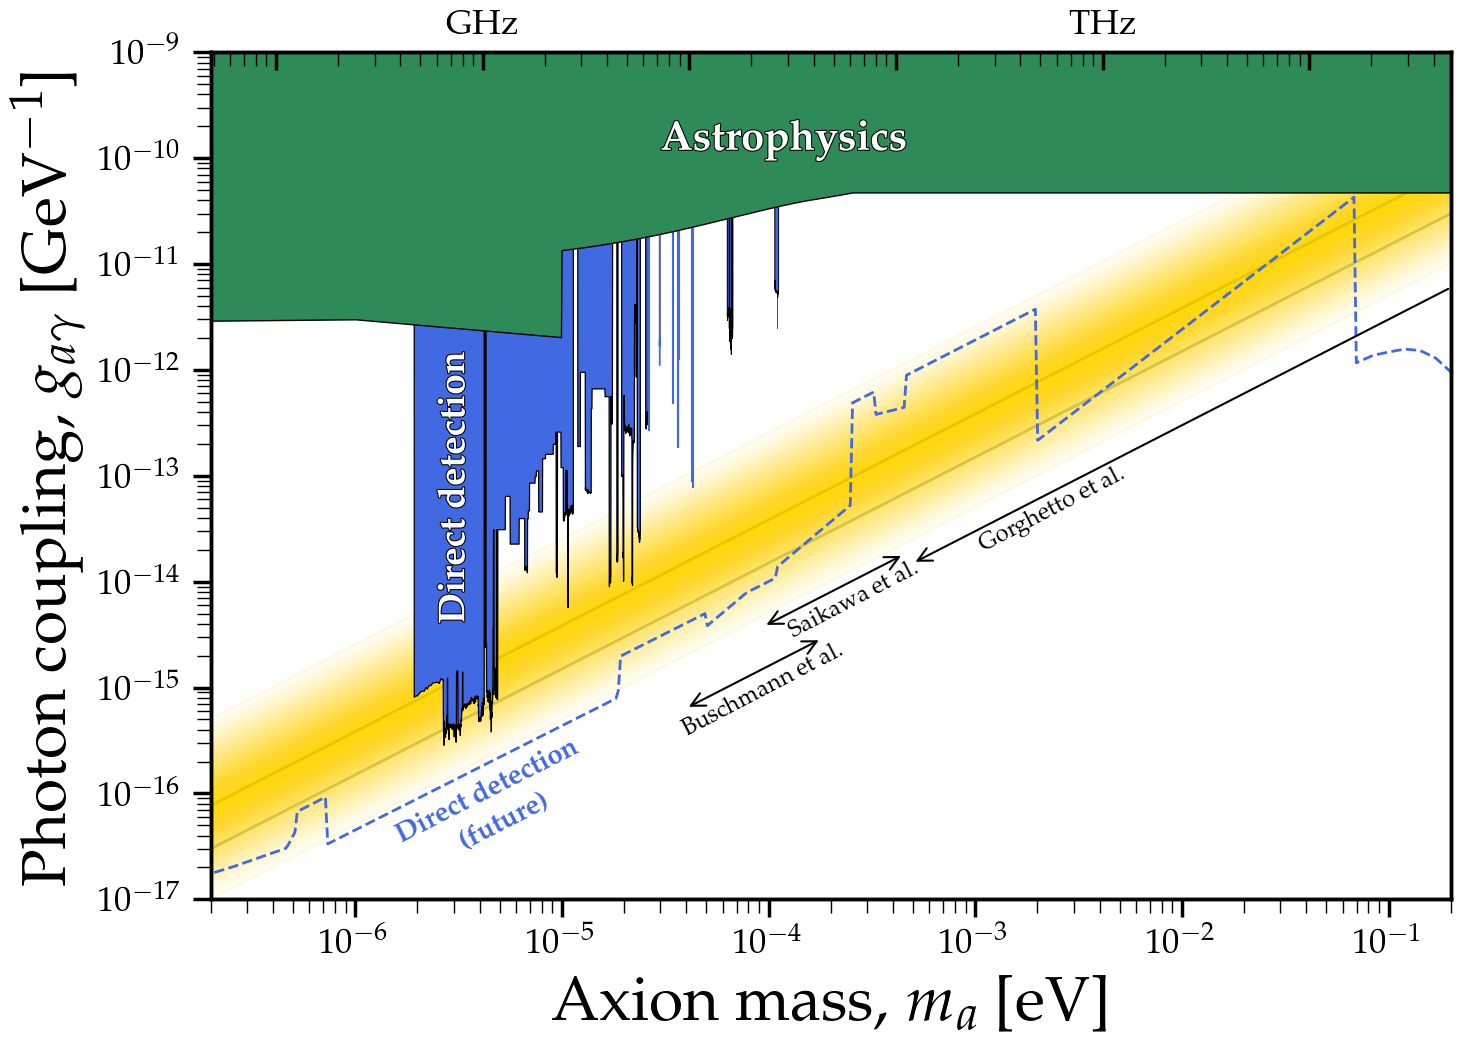 GHz
THz
10⁻⁹
10⁻¹⁰
10⁻¹¹
10⁻¹²
10⁻¹³
10⁻¹⁴
10⁻¹⁵
10⁻¹⁶
10⁻¹⁷
Photon coupling, gₐᵧ [GeV⁻¹]
Astrophysics
Direct detection
Gorghetto et al.
Saikawa et al.
Buschmann et al.
Direct detection
(future)
10⁻⁶
10⁻⁵
10⁻⁴
10⁻³
10⁻²
10⁻¹
Axion mass, mₐ [eV]